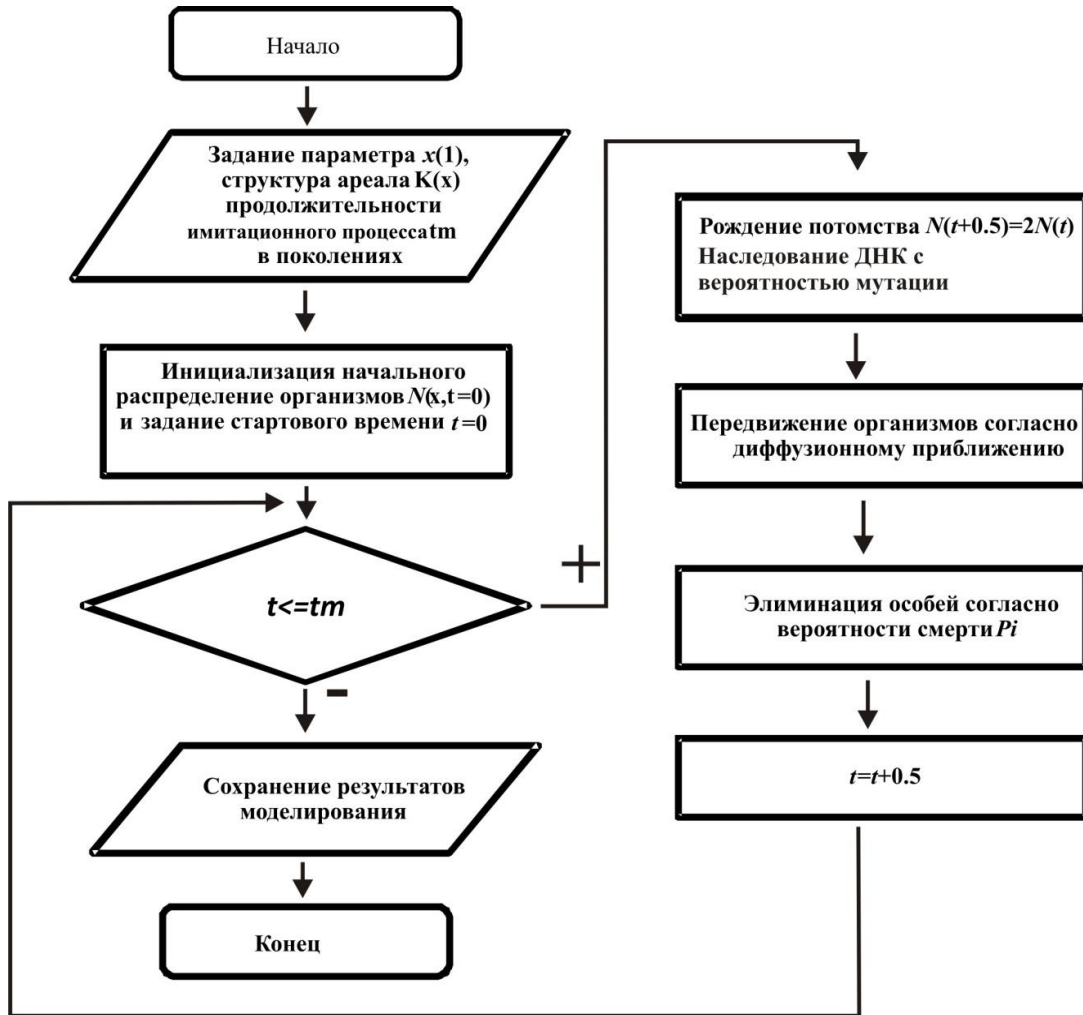 Начало
Задание параметра x(1),
структура ареала K(x)
продолжительности
имитационного процесса tm
в поколениях
Инициализация начального
распределение организмов N(x,t=0)
и задание стартового времени t=0
t<=tm
+
-
Сохранение результатов
моделирования
Конец
Рождение потомства N(t+0.5)=2N(t)
Наследование ДНК с
вероятностью мутации
Передвижение организмов согласно
диффузионному приближению
Элиминация особей согласно
вероятности смерти Pi
t=t+0.5